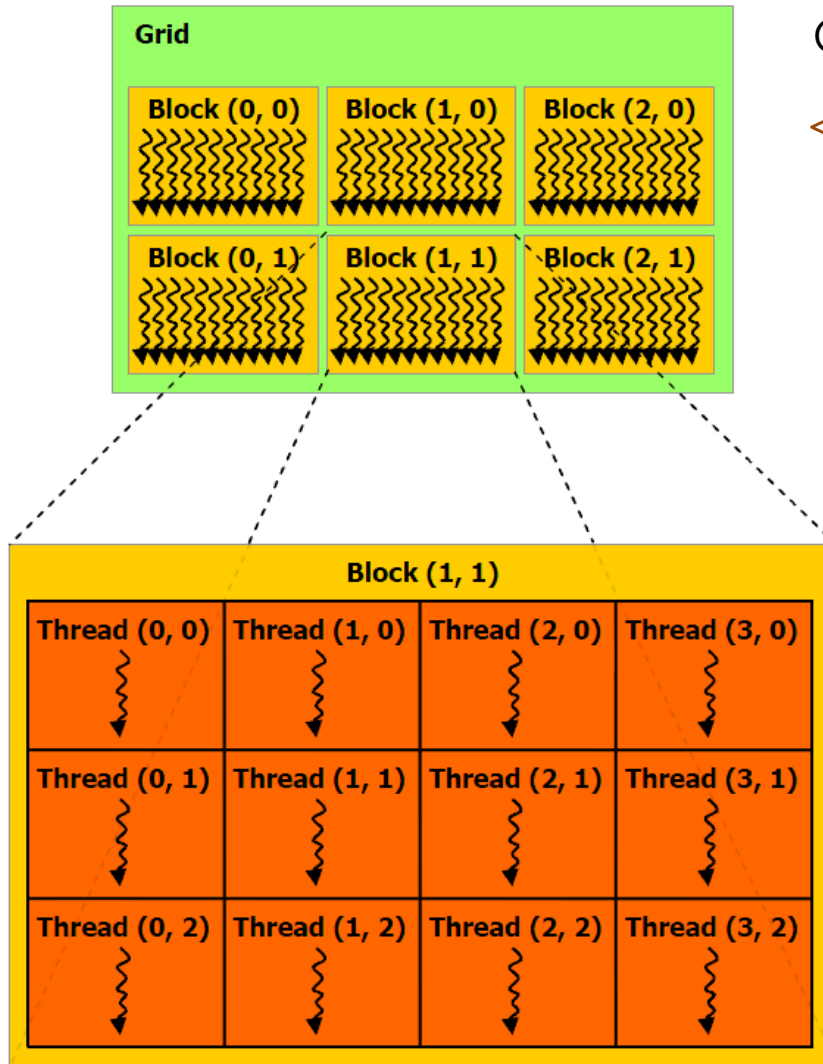 Grid
Block (0, 0) Block (1, 0) Block (2, 0)
Block (0, 1) Block (1, 1) Block (2, 1)
Block (1, 1)
Thread (0, 0) Thread (1, 0) Thread (2, 0) Thread (3, 0)
Thread (0, 1) Thread (1, 1) Thread (2, 1) Thread (3, 1)
Thread (0, 2) Thread (1, 2) Thread (2, 2) Thread (3, 2)